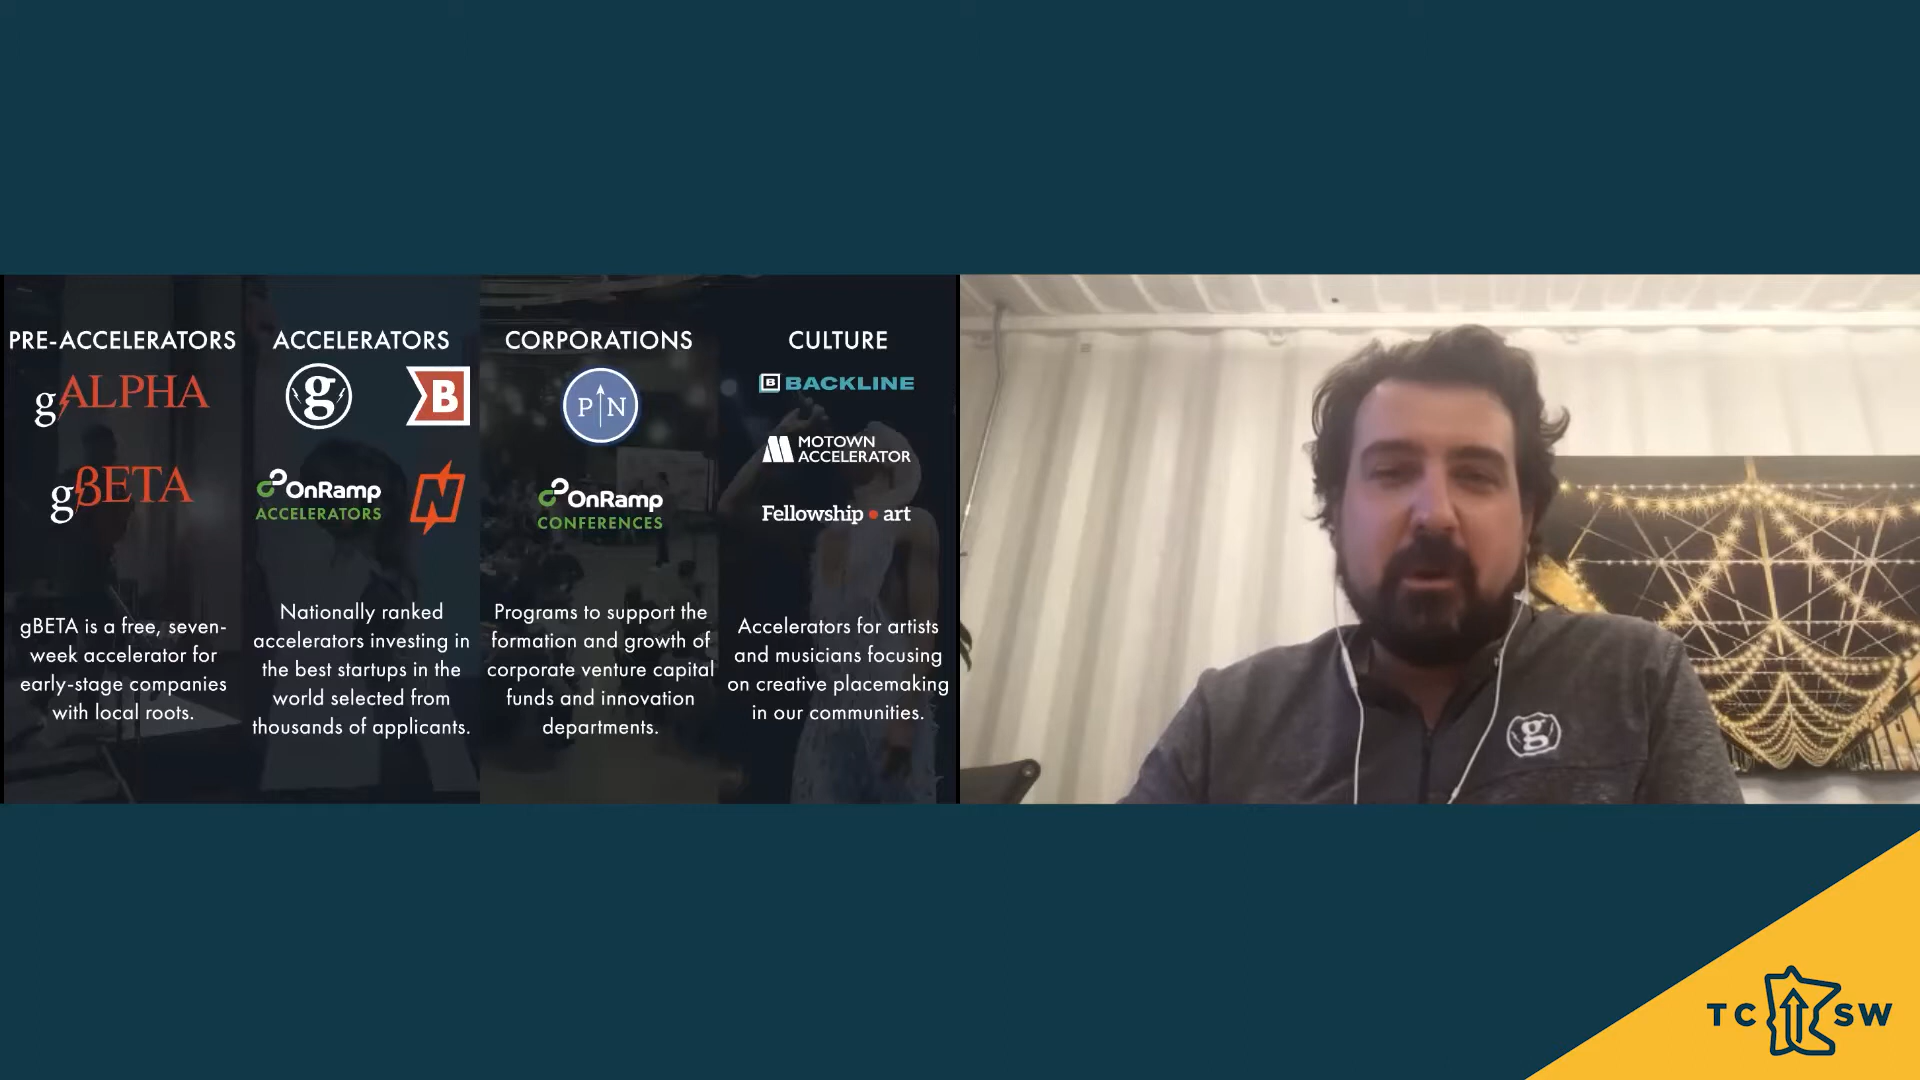 PRE-ACCELERATORS
gALPHA
gβETA
gBETA is a free, seven-
week accelerator for
early-stage companies
with local roots.
ACCELERATORS
g
B
OnRamp
ACCELERATORS
N
Nationally ranked
accelerators investing in
the best startups in the
world selected from
thousands of applicants.
CORPORATIONS
P N
OnRamp
CONFERENCES
Programs to support the
formation and growth of
corporate venture capital
funds and innovation
departments.
CULTURE
B BACKLINE
MOTOWN
ACCELERATOR
Fellowship•art
Accelerators for artists
and musicians focusing
on creative placemaking
in our communities.
g
TC SW